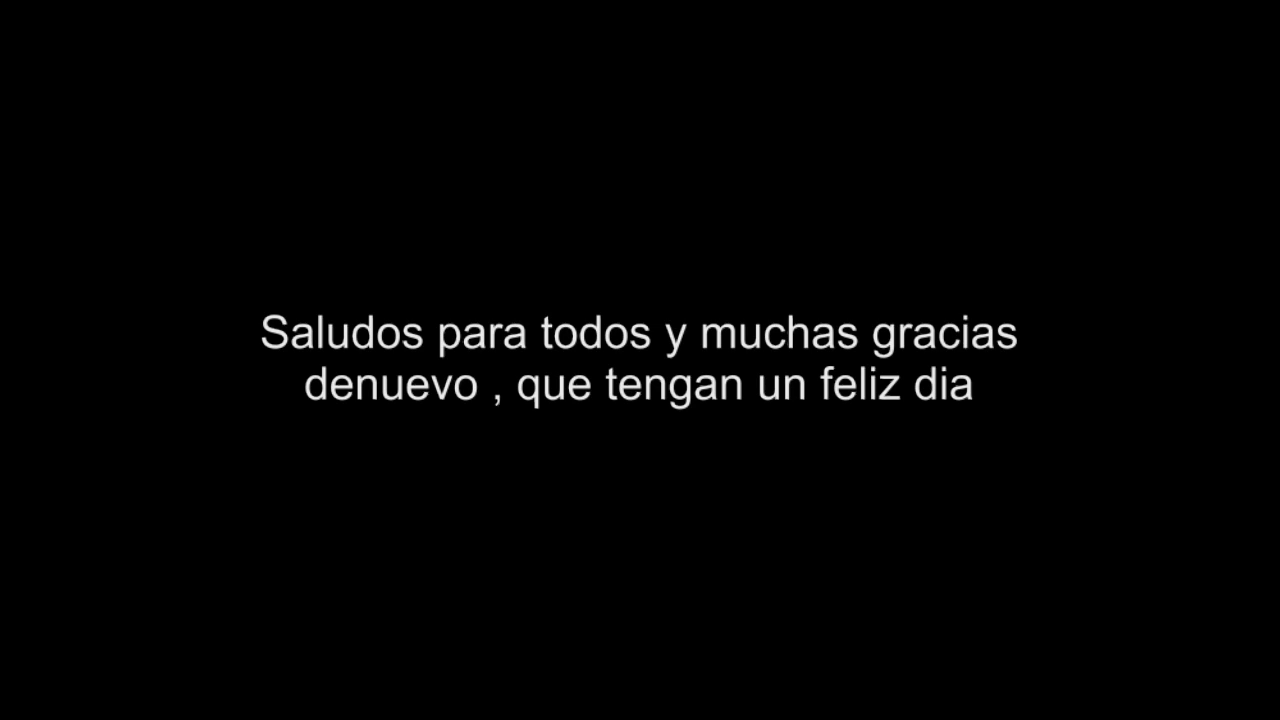 Saludos para todos y muchas gracias
denuevo , que tengan un feliz dia